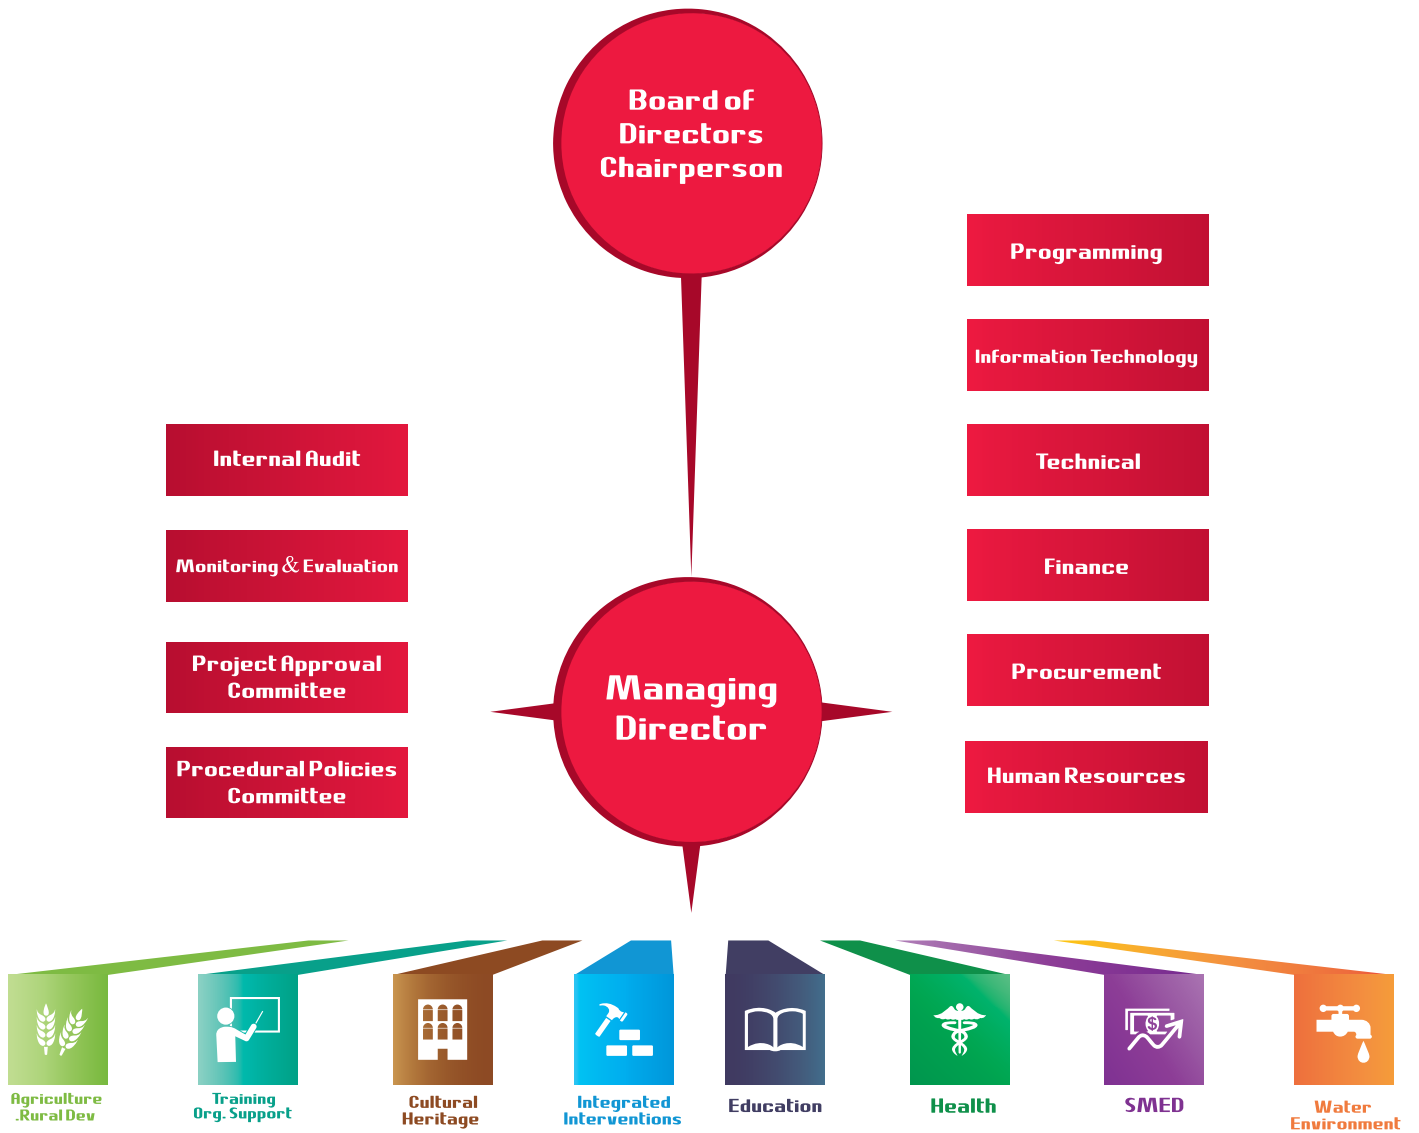 Board of
Directors
Chairperson
Programming
Information Technology
Technical
Finance
Procurement
Human Resources
Internal Audit
Monitoring & Evaluation
Project Approval
Committee
Procedural Policies
Committee
Managing
Director
$
Agriculture
.Rural Dev
Training
Org. Support
Cultural
Heritage
Integrated
Interventions
Education
Health
SMED
Water
Environment